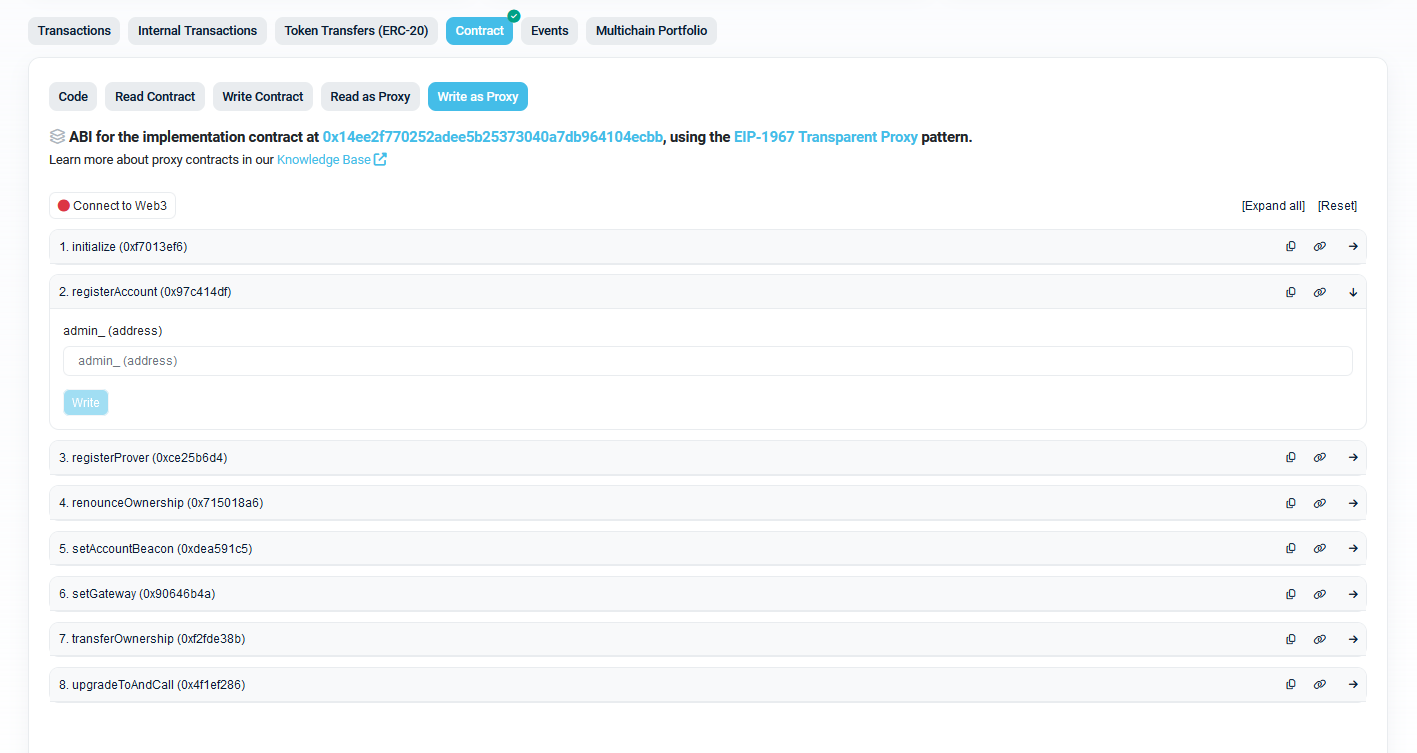 Transactions Internal Transactions Token Transfers (ERC-20) Contract Events Multichain Portfolio
Code Read Contract Write Contract Read as Proxy Write as Proxy
ABI for the implementation contract at 0x14ee2f770252adee5b25373040a7db964104ecbb, using the EIP-1967 Transparent Proxy pattern.
Learn more about proxy contracts in our Knowledge Base
Connect to Web3 [Expand all] [Reset]
1. initialize (0xf7013ef6)
2. registerAccount (0x97c414df)
admin_ (address)
admin_ (address)
Write
3. registerProver (0xce25b6d4)
4. renounceOwnership (0x715018a6)
5. setAccountBeacon (0xdea591c5)
6. setGateway (0x90646b4a)
7. transferOwnership (0xf2fde38b)
8. upgradeToAndCall (0x4f1ef286)